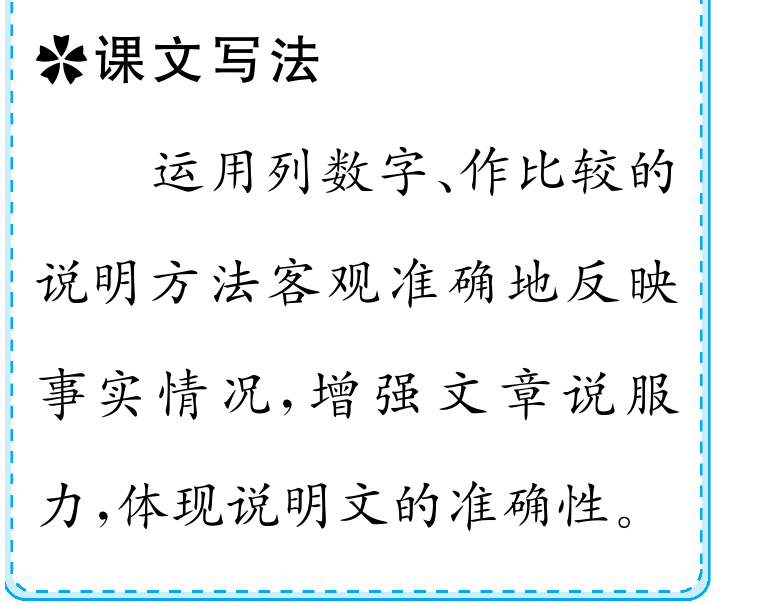 ✲课文写法
运用列数字、作比较的
说明方法客观准确地反映
事实情况,增强文章说服
力,体现说明文的准确性。